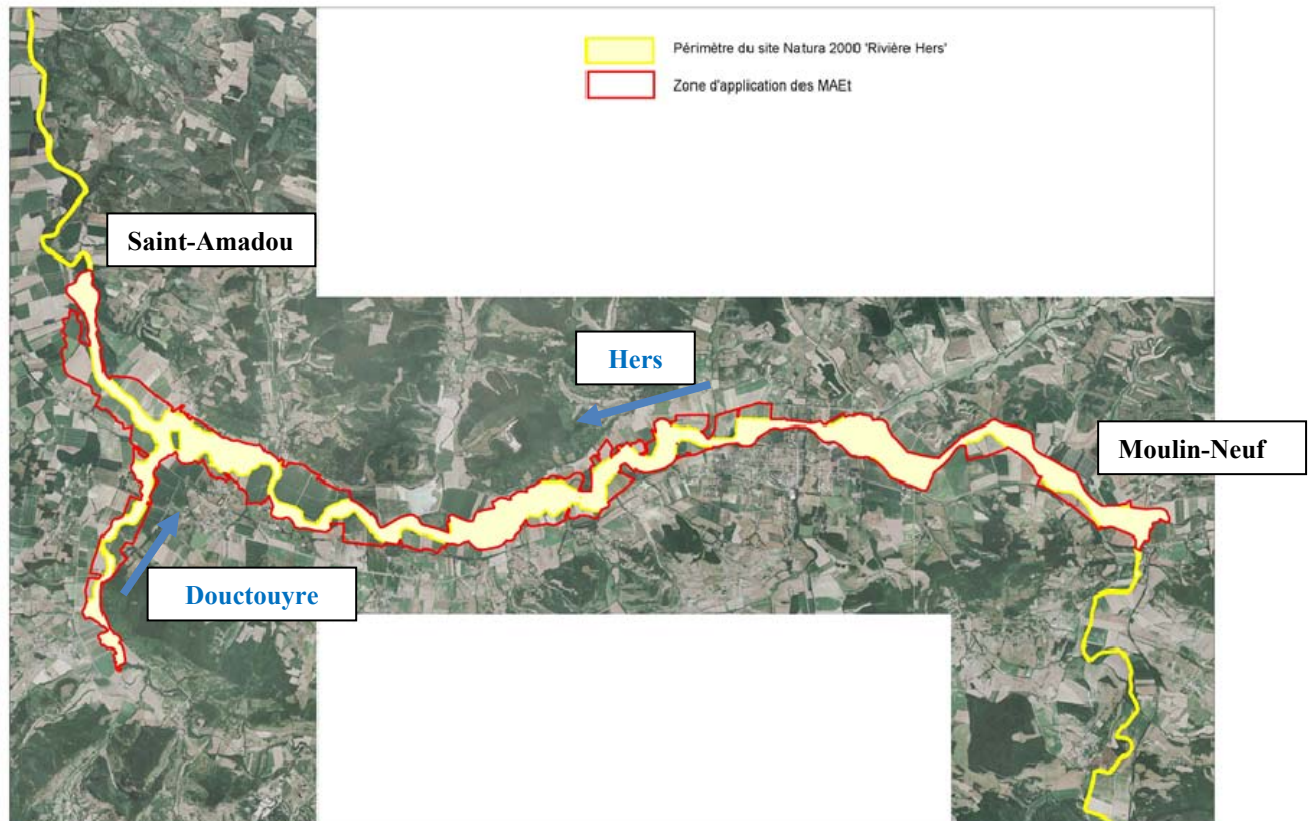 Périmètre du site Natura 2000 'Rivière Hers'
Zone d'application des MAEt
Saint-Amadou
Hers
Moulin-Neuf
Douctouyre